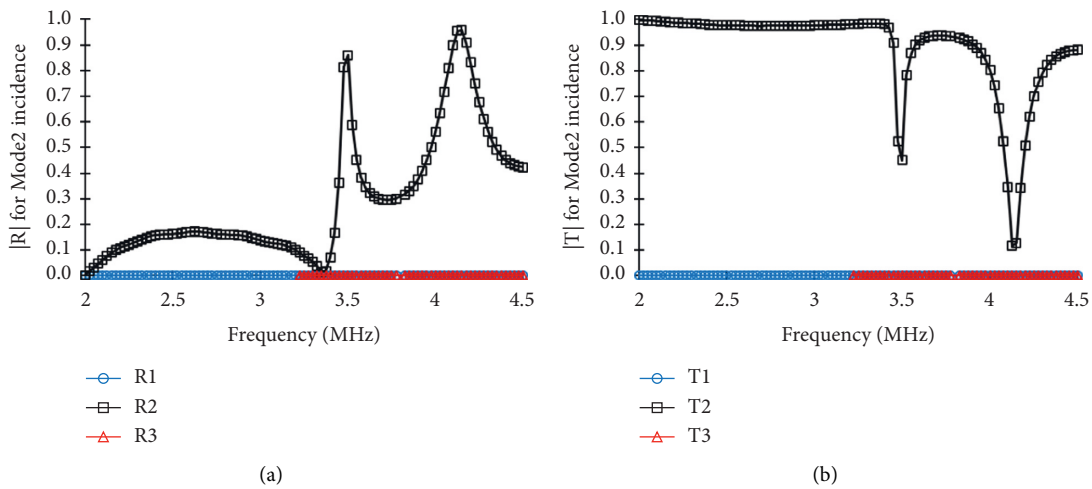 |R| for Mode2 incidence
1.0
0.9
0.8
0.7
0.6
0.5
0.4
0.3
0.2
0.1
0.0
2 2.5 3 3.5 4 4.5
Frequency (MHz)
R1
R2
R3
(a)
|T| for Mode2 incidence
1.0
0.9
0.8
0.7
0.6
0.5
0.4
0.3
0.2
0.1
0.0
2 2.5 3 3.5 4 4.5
Frequency (MHz)
T1
T2
T3
(b)